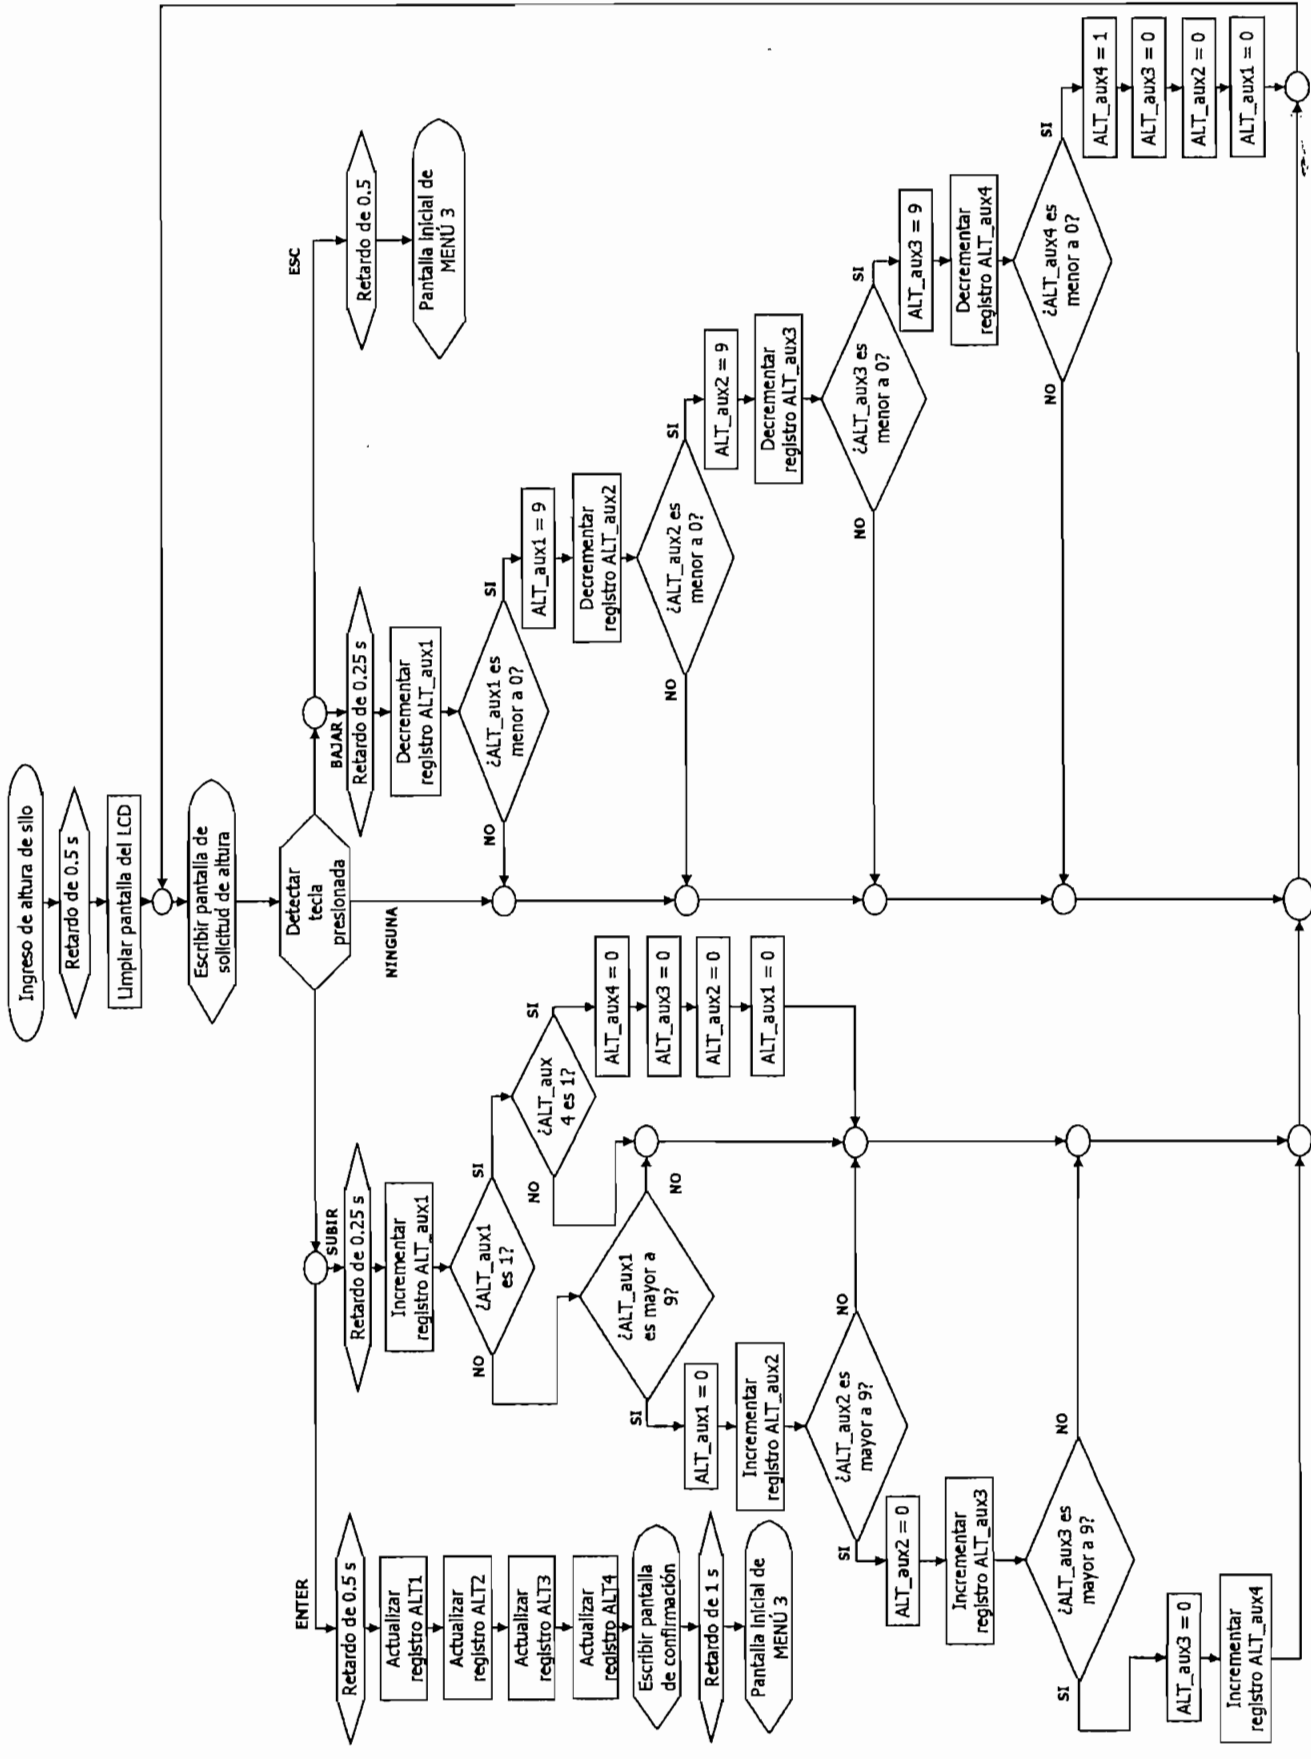 Ingreso de altura de silo
Retardo de 0.5 s
Limpiar pantalla del LCD
Escribir pantalla de
solicitud de altura
Detectar
tecla
presionada
NINGUNA
ENTER
Retardo de 0.5 s
Actualizar
registro ALT1
Actualizar
registro ALT2
Actualizar
registro ALT3
Actualizar
registro ALT4
Escribir pantalla
de confirmación
Retardo de 1 s
Pantalla inicial de
MENÚ 3
SUBIR
Retardo de 0.25 s
Incrementar
registro ALT_aux1
¿ALT_aux1
es 1?
NO
SI
¿ALT_aux
4 es 1?
NO
SI
ALT_aux4 = 0
ALT_aux3 = 0
ALT_aux2 = 0
ALT_aux1 = 0
¿ALT_aux1
es mayor a
9?
SI
NO
ALT_aux1 = 0
Incrementar
registro ALT_aux2
¿ALT_aux2 es
mayor a 9?
SI
NO
ALT_aux2 = 0
Incrementar
registro ALT_aux3
¿ALT_aux3 es
mayor a 9?
SI
NO
ALT_aux3 = 0
Incrementar
registro ALT_aux4
BAJAR
Retardo de 0.25 s
Decrementar
registro ALT_aux1
¿ALT_aux1 es
menor a 0?
NO
SI
ALT_aux1 = 9
Decrementar
registro ALT_aux2
¿ALT_aux2 es
menor a 0?
NO
SI
ALT_aux2 = 9
Decrementar
registro ALT_aux3
¿ALT_aux3 es
menor a 0?
NO
SI
ALT_aux3 = 9
Decrementar
registro ALT_aux4
¿ALT_aux4 es
menor a 0?
NO
SI
ALT_aux4 = 1
ALT_aux3 = 0
ALT_aux2 = 0
ALT_aux1 = 0
ESC
Retardo de 0.5
Pantalla inicial de
MENÚ 3